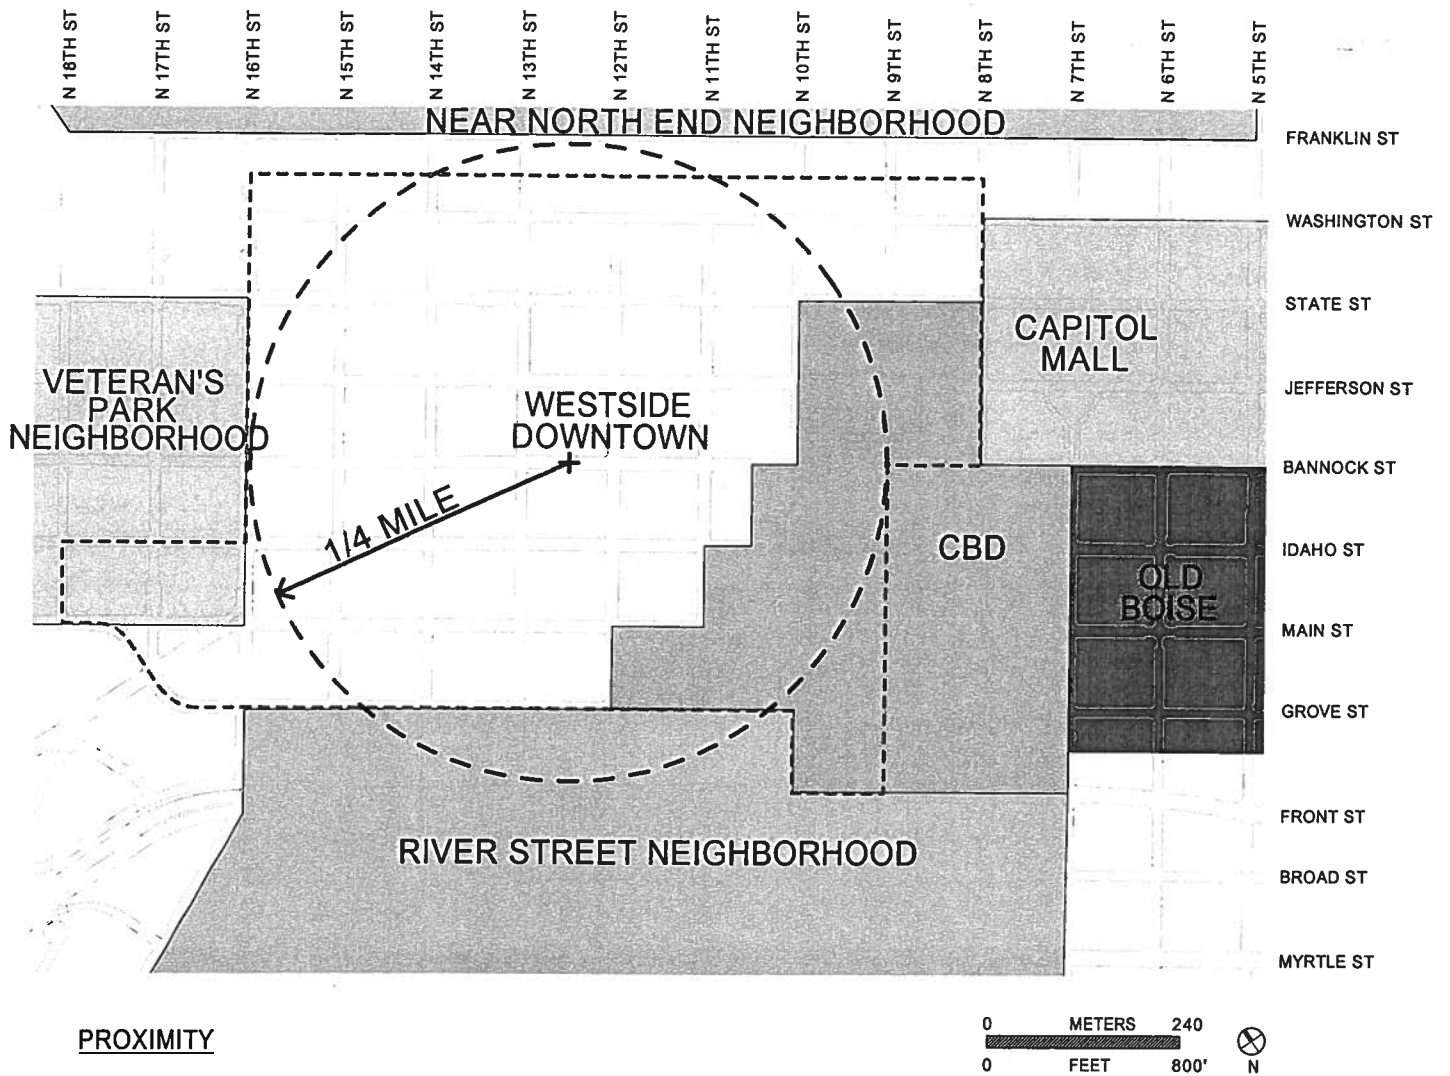 N 18TH ST
N 17TH ST
N 16TH ST
N 15TH ST
N 14TH ST
N 13TH ST
N 12TH ST
N 11TH ST
N 10TH ST
N 9TH ST
N 8TH ST
N 7TH ST
N 6TH ST
N 5TH ST
NEAR NORTH END NEIGHBORHOOD
FRANKLIN ST
WASHINGTON ST
STATE ST
CAPITOL
MALL
JEFFERSON ST
VETERAN'S
PARK
NEIGHBORHOOD
WESTSIDE
DOWNTOWN
BANNOCK ST
1/4 MILE
CBD
IDAHO ST
OLD
BOISE
MAIN ST
GROVE ST
FRONT ST
RIVER STREET NEIGHBORHOOD
BROAD ST
MYRTLE ST
PROXIMITY
0 METERS 240
0 FEET 800'
N